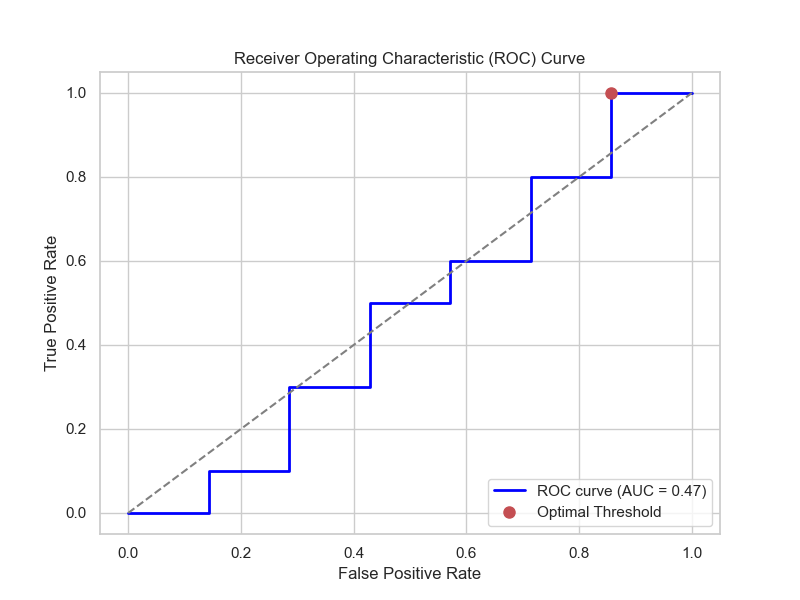 Receiver Operating Characteristic (ROC) Curve
True Positive Rate
1.0
0.8
0.6
0.4
0.2
0.0
ROC curve (AUC = 0.47)
Optimal Threshold
0.0 0.2 0.4 0.6 0.8 1.0
False Positive Rate